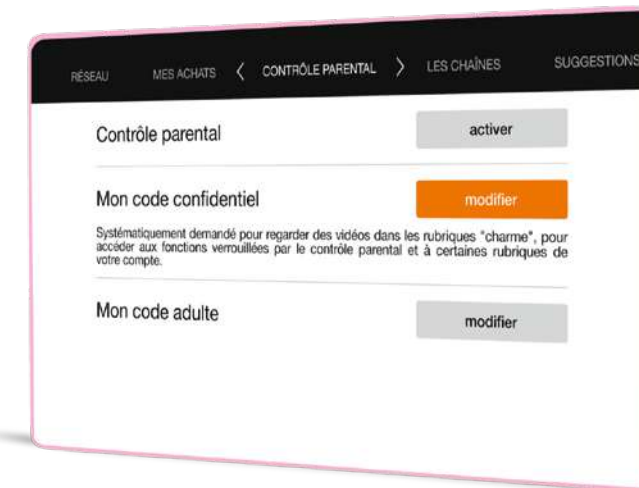 RÉSEAU MES ACHATS < CONTRÔLE PARENTAL > LES CHAÎNES SUGGESTIONS
Contrôle parental activer
Mon code confidentiel modifier
Systématiquement demandé pour regarder des vidéos dans les rubriques "charme", pour
accéder aux fonctions verrouillées par le contrôle parental et à certaines rubriques de
votre compte.
Mon code adulte modifier